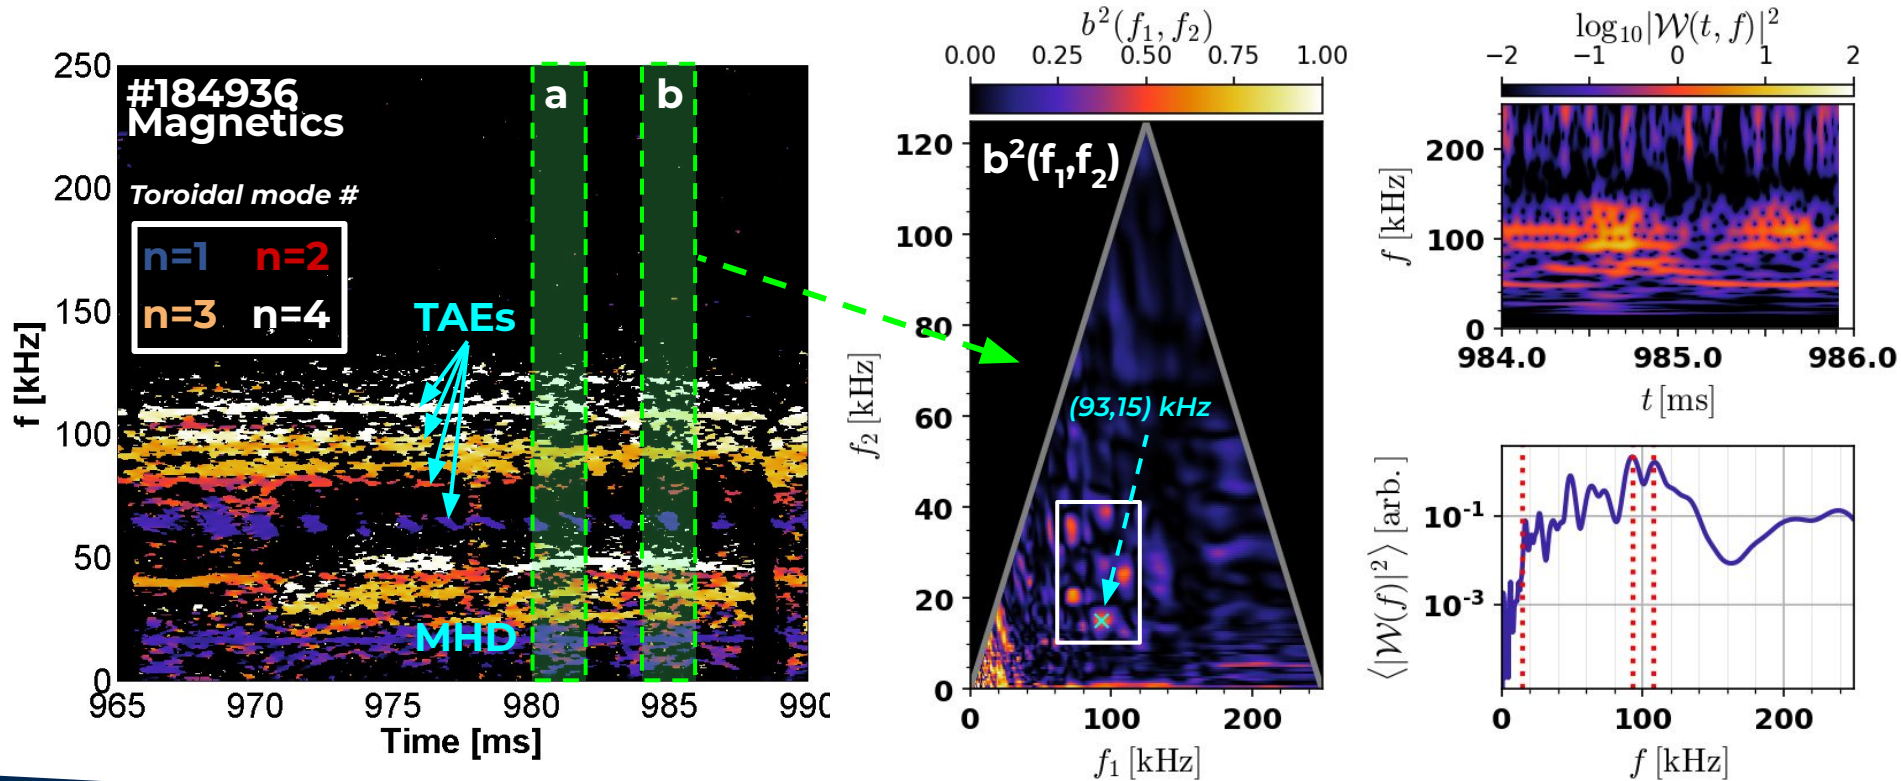 #184936
Magnetics
Toroidal mode #
n=1 n=2
n=3 n=4
TAEs
MHD
a
b
250
200
150
100
50
0
f [kHz]
965 970 975 980 985 990
Time [ms]
b²(f₁, f₂)
0.00 0.25 0.50 0.75 1.00
b²(f₁,f₂)
(93,15) kHz
120
100
80
60
40
20
0
f₂ [kHz]
0 100 200
f₁ [kHz]
log₁₀|𝒲(t, f)|²
−2 −1 0 1 2
200
100
0
f [kHz]
984.0 985.0 986.0
t [ms]
10⁻¹
10⁻³
⟨|𝒲(f)|²⟩ [arb.]
0 100 200
f [kHz]